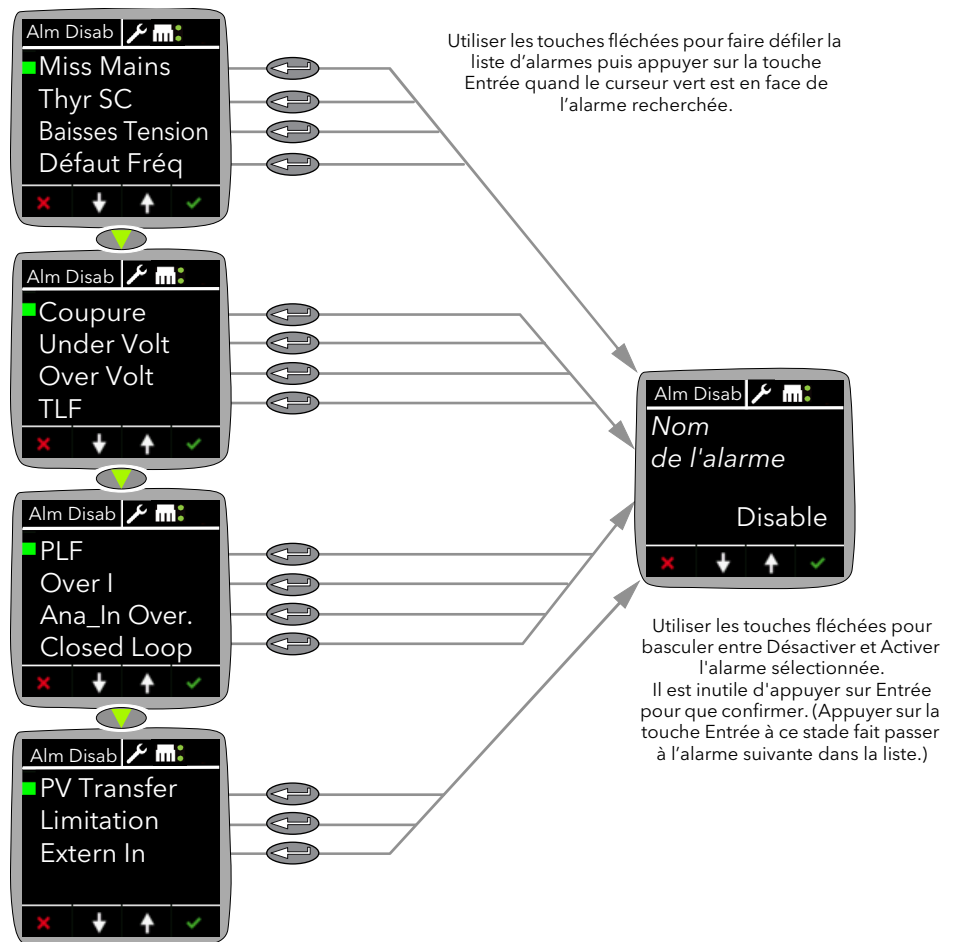 Alm Disab
Miss Mains
Thyr SC
Baisses Tension
Défaut Fréq
Utiliser les touches fléchées pour faire défiler la
liste d’alarmes puis appuyer sur la touche
Entrée quand le curseur vert est en face de
l’alarme recherchée.
Alm Disab
Coupure
Under Volt
Over Volt
TLF
Alm Disab
PLF
Over I
Ana_In Over.
Closed Loop
Alm Disab
PV Transfer
Limitation
Extern In
Alm Disab
Nom
de l'alarme
Disable
Utiliser les touches fléchées pour
basculer entre Désactiver et Activer
l'alarme sélectionnée.
Il est inutile d'appuyer sur Entrée
pour que confirmer. (Appuyer sur la
touche Entrée à ce stade fait passer
à l’alarme suivante dans la liste.)